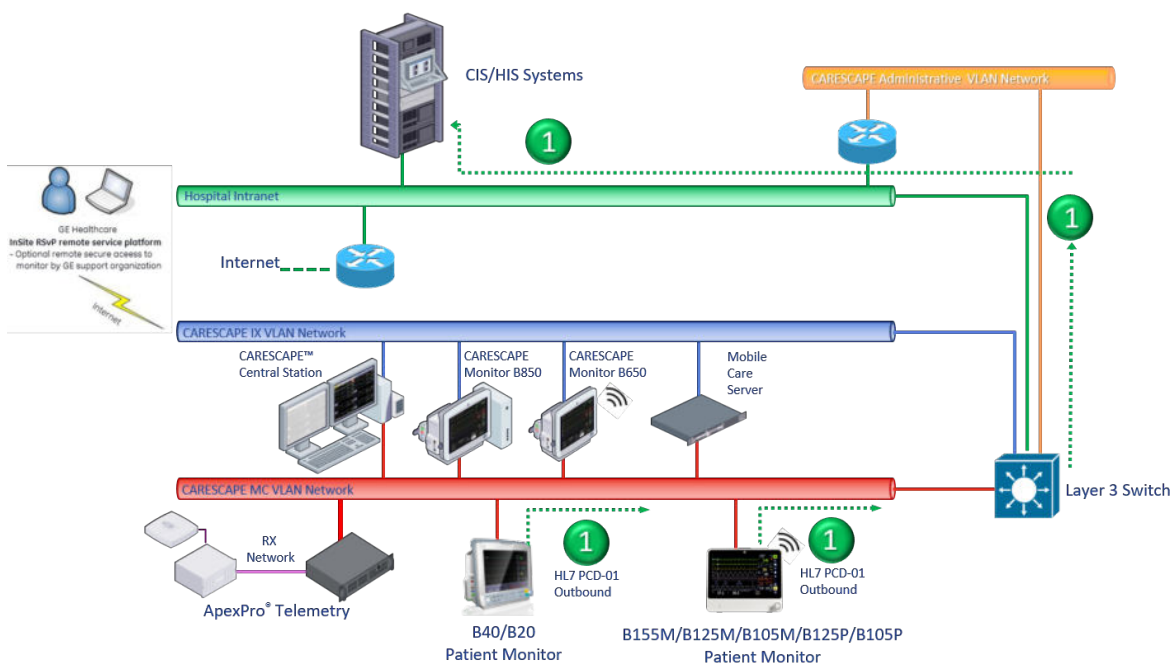 CIS/HIS Systems
CARESCAPE Administrative VLAN Network
1
1
Hospital Intranet
GE Healthcare
InSite RSvP remote service platform
- Optional remote secure access to
monitor by GE support organization
Internet
Internet
CARESCAPE IX VLAN Network
CARESCAPE™
Central Station
CARESCAPE
Monitor B850
CARESCAPE
Monitor B650
Mobile
Care
Server
CARESCAPE MC VLAN Network
Layer 3 Switch
RX
Network
ApexPro® Telemetry
1
HL7 PCD-01
Outbound
1
HL7 PCD-01
Outbound
B40/B20
Patient Monitor
B155M/B125M/B105M/B125P/B105P
Patient Monitor